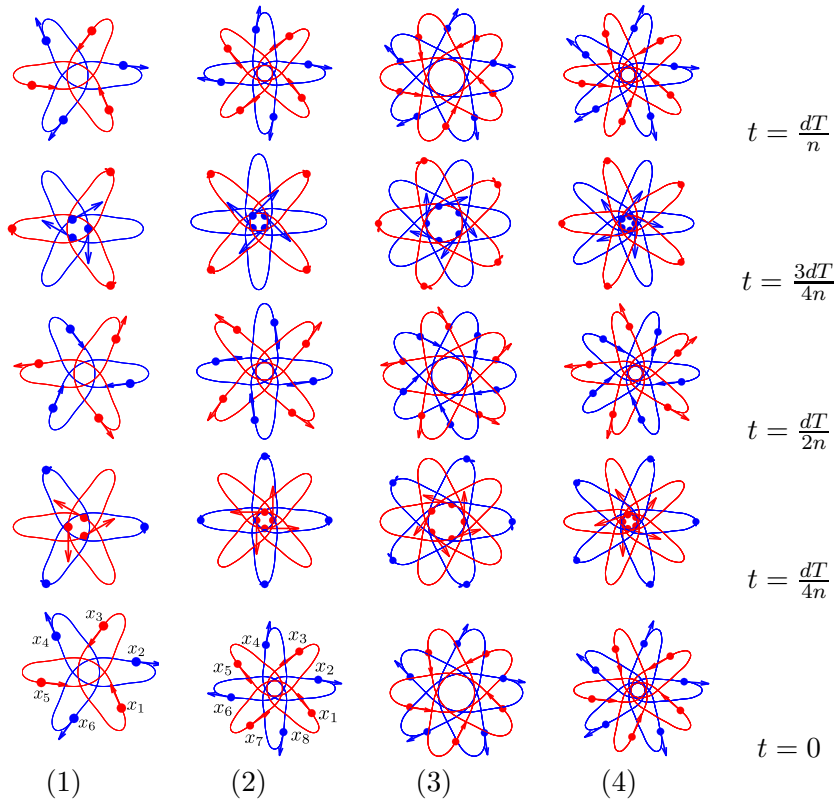 t = dT/n
t = 3dT/4n
t = dT/2n
t = dT/4n
x₃
x₄
x₂
x₅
x₁
x₆
x₄
x₃
x₅
x₂
x₆
x₁
x₇
x₈
t = 0
(1) (2) (3) (4)